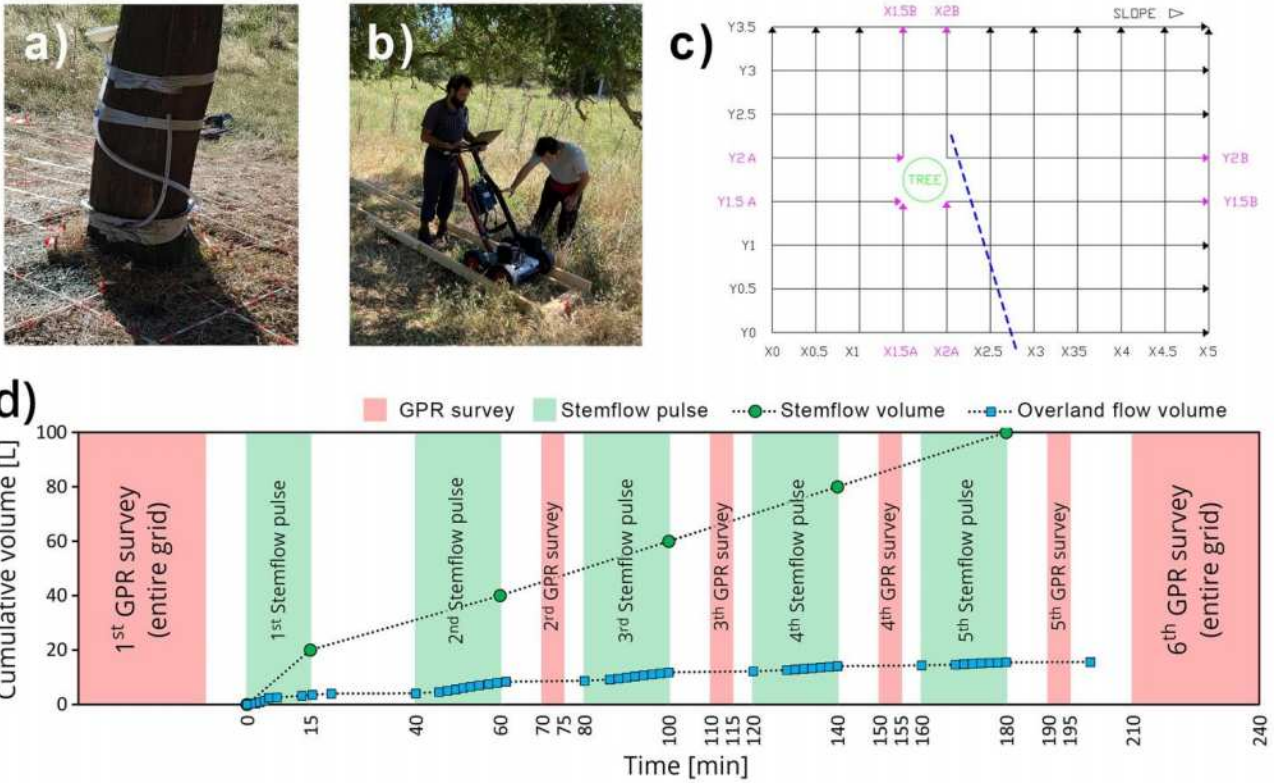 a)
b)
c)
X1.5B X2B
SLOPE
Y3.5
Y3
Y2.5
Y2A
Y2B
TREE
Y1.5A
Y1.5B
Y1
Y0.5
Y0
X0 X0.5 X1 X1.5A X2A X2.5 X3 X35 X4 X4.5 X5
d)
GPR survey Stemflow pulse Stemflow volume Overland flow volume
Cumulative volume [L]
100
80
60
40
20
0
1st GPR survey
(entire grid)
1st Stemflow pulse
2nd Stemflow pulse
2rd GPR survey
3rd Stemflow pulse
3th GPR survey
4th Stemflow pulse
4th GPR survey
5th Stemflow pulse
5th GPR survey
6th GPR survey
(entire grid)
0 15 40 60 70 75 80 100 110 115 120 140 150 155 160 180 190 195 210 240
Time [min]